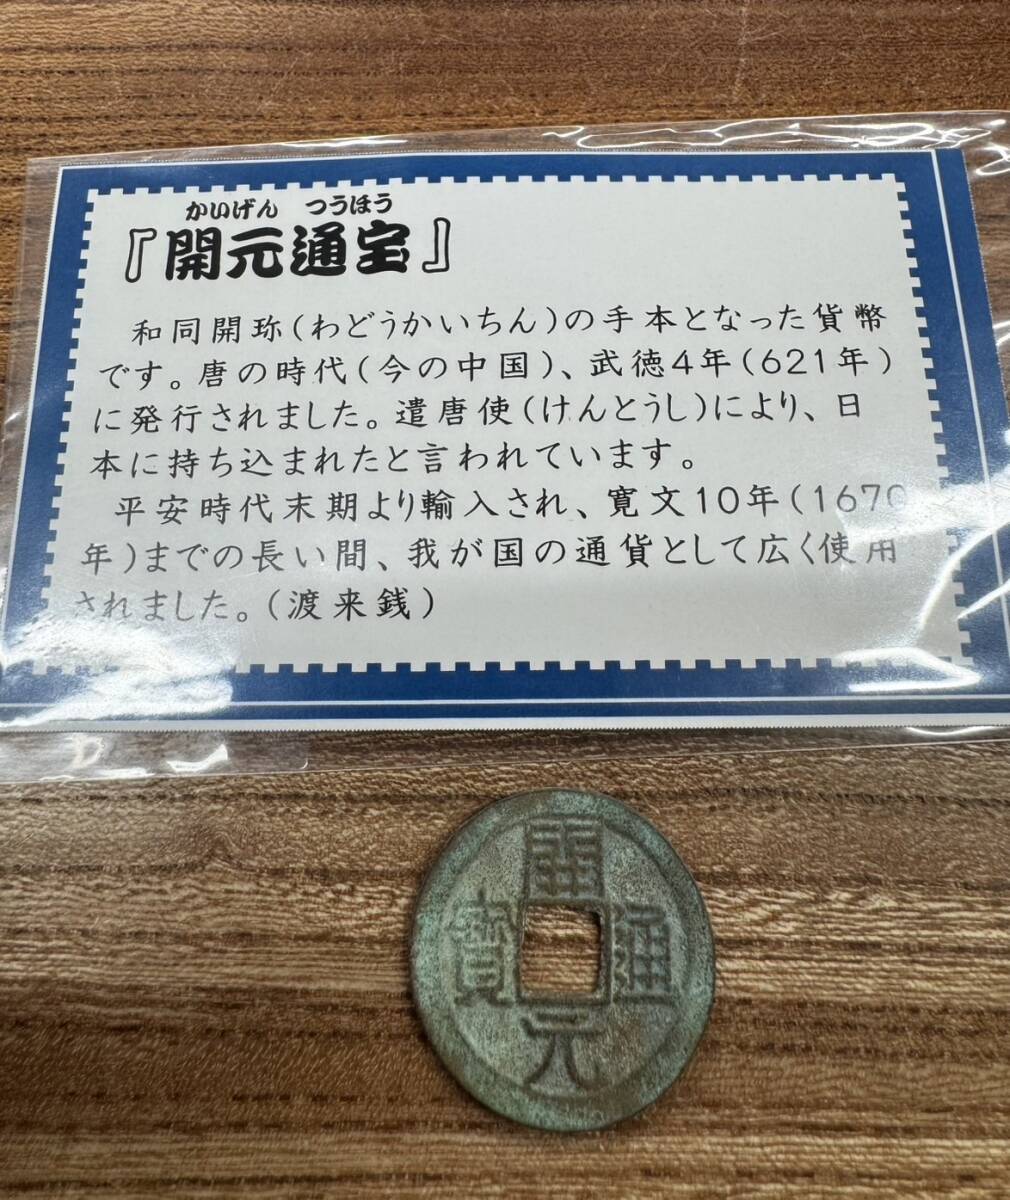 かいげん つうほう
『開元通宝』
和同開珎(わどうかいちん)の手本となった貨幣
です。唐の時代(今の中国)、武徳4年(621年)
に発行されました。遣唐使(けんとうし)により、日
本に持ち込まれたと言われています。
平安時代末期より輸入され、寛文10年(1670
年)までの長い間、我が国の通貨として広く使用
されました。(渡来銭)
開
寳 通
元